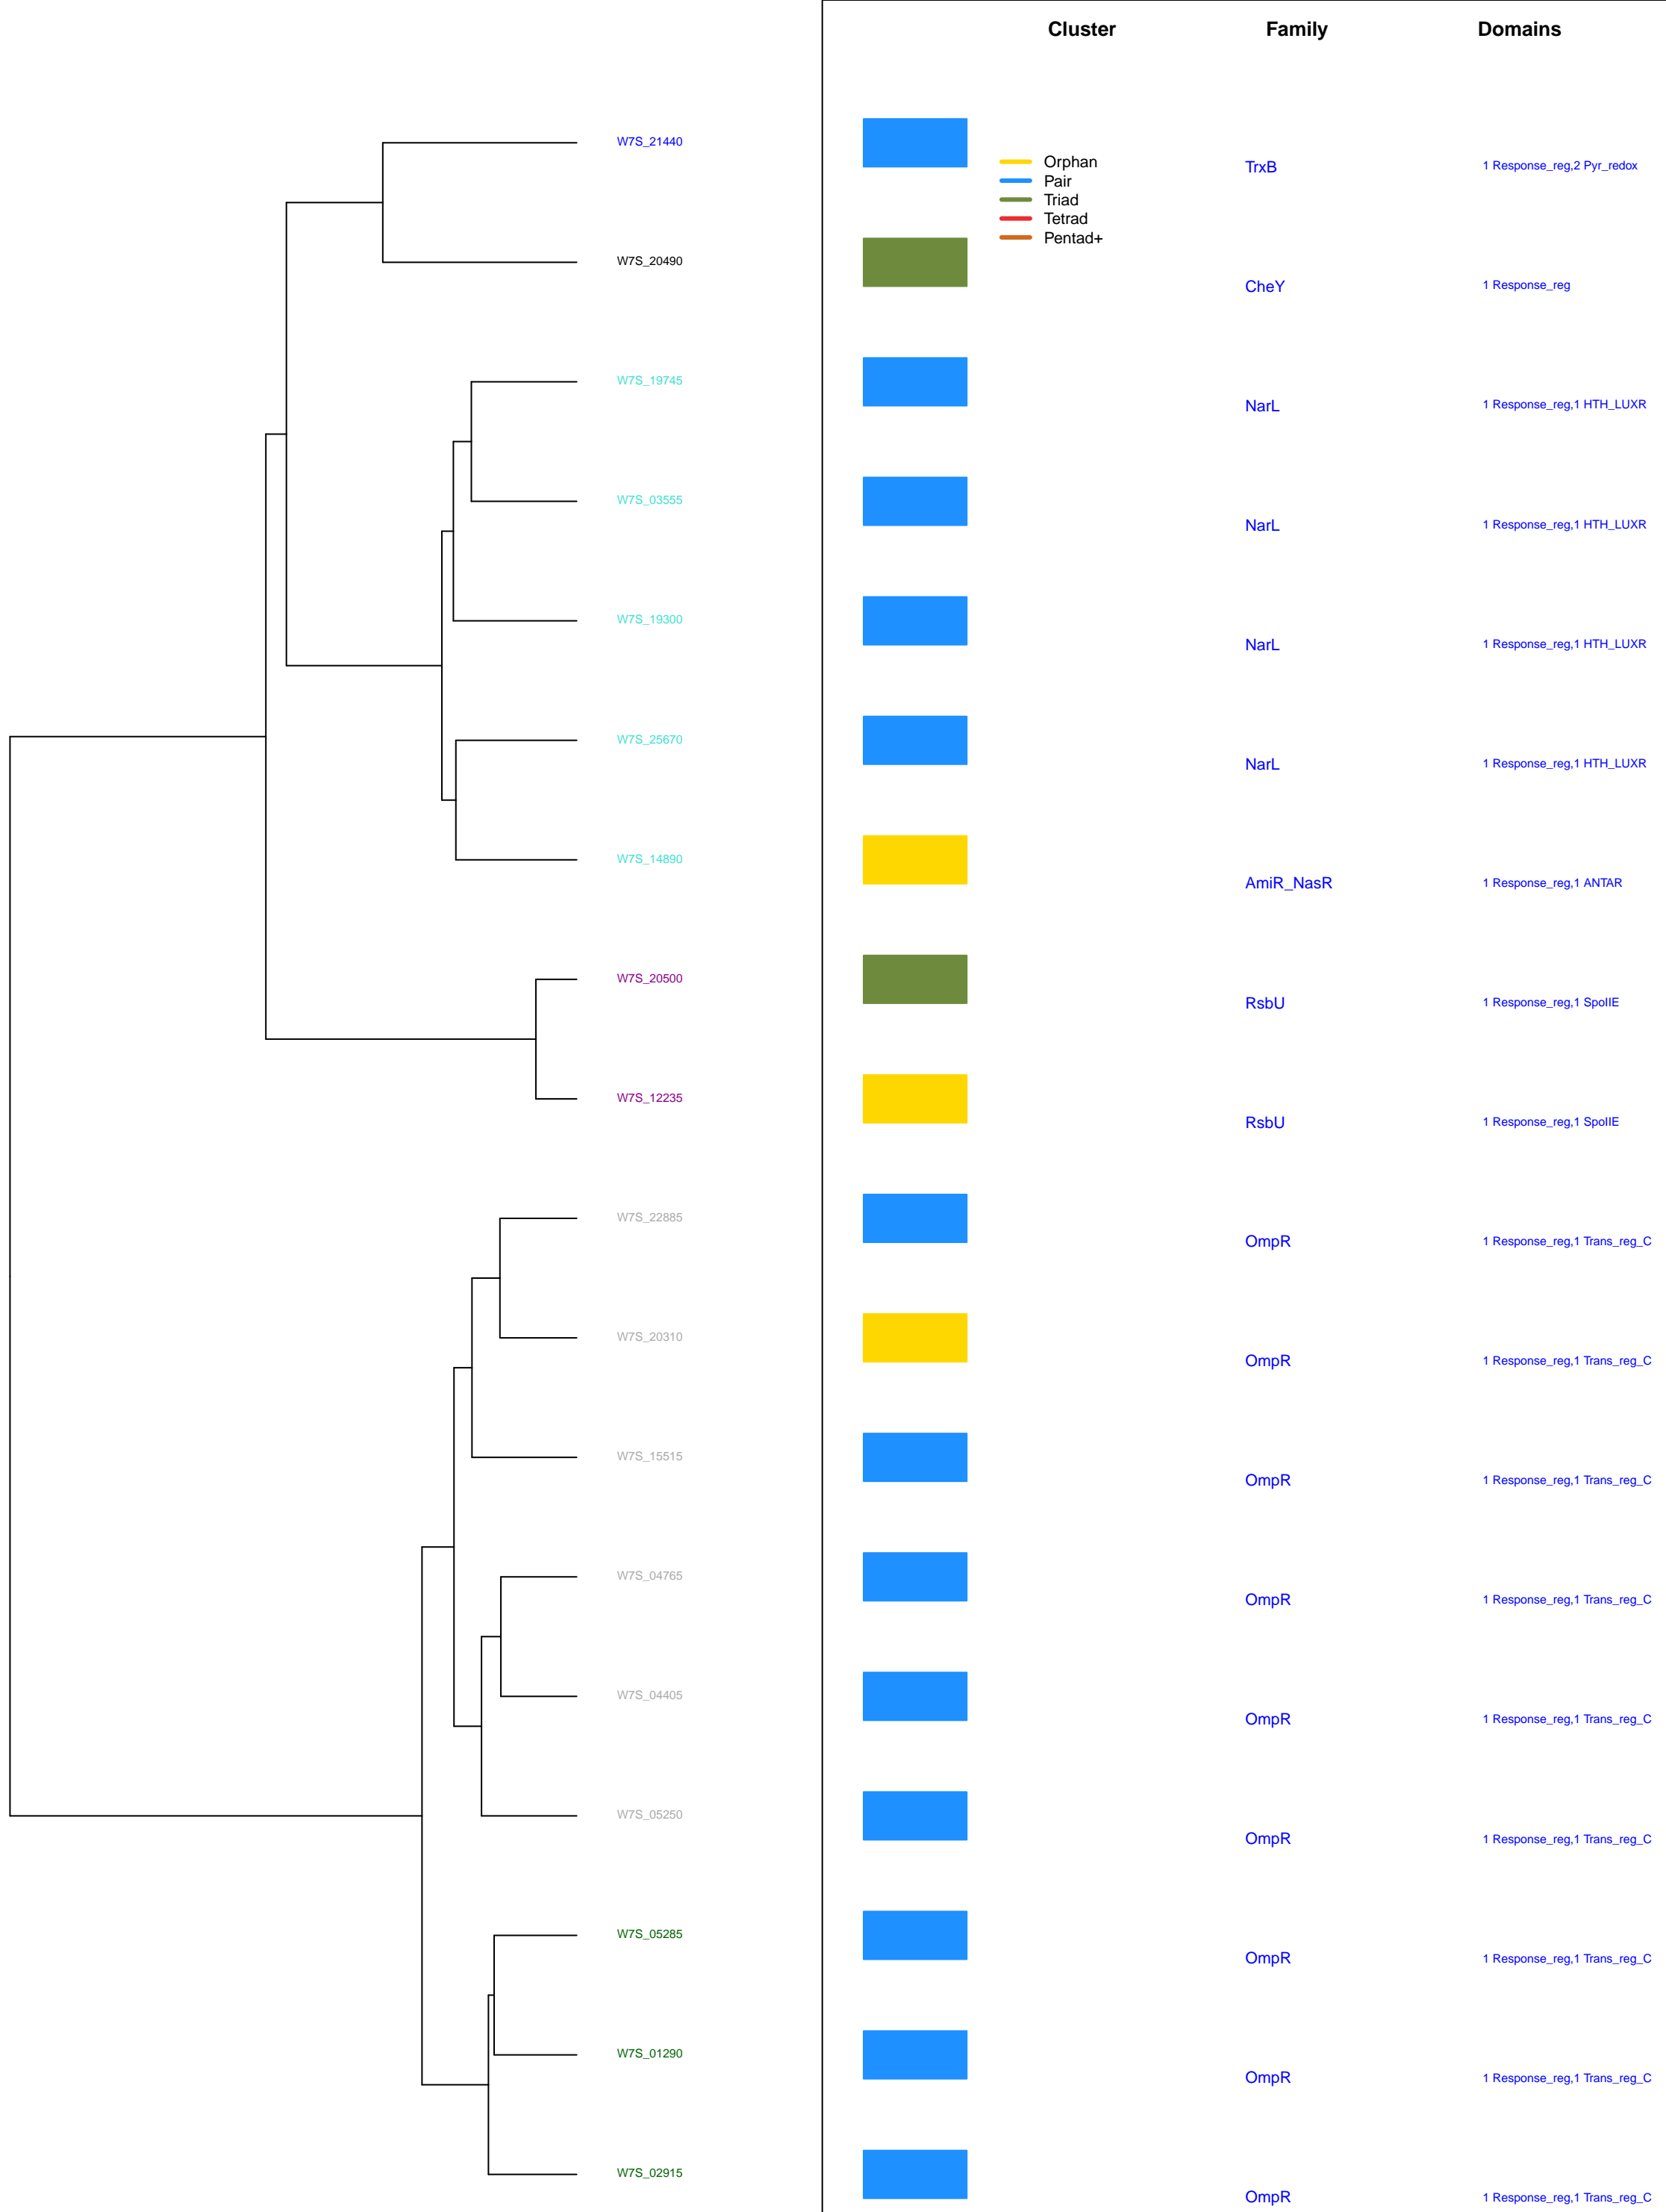 Cluster Family Domains
W7S_21440
Orphan
Pair
Triad
Tetrad
Pentad+
TrxB 1 Response_reg,2 Pyr_redox
W7S_20490
CheY 1 Response_reg
W7S_19745
NarL 1 Response_reg,1 HTH_LUXR
W7S_03555
NarL 1 Response_reg,1 HTH_LUXR
W7S_19300
NarL 1 Response_reg,1 HTH_LUXR
W7S_25670
NarL 1 Response_reg,1 HTH_LUXR
W7S_14890
AmiR_NasR 1 Response_reg,1 ANTAR
W7S_20500
RsbU 1 Response_reg,1 SpoIIE
W7S_12235
RsbU 1 Response_reg,1 SpoIIE
W7S_22885
OmpR 1 Response_reg,1 Trans_reg_C
W7S_20310
OmpR 1 Response_reg,1 Trans_reg_C
W7S_15515
OmpR 1 Response_reg,1 Trans_reg_C
W7S_04765
OmpR 1 Response_reg,1 Trans_reg_C
W7S_04405
OmpR 1 Response_reg,1 Trans_reg_C
W7S_05250
OmpR 1 Response_reg,1 Trans_reg_C
W7S_05285
OmpR 1 Response_reg,1 Trans_reg_C
W7S_01290
OmpR 1 Response_reg,1 Trans_reg_C
W7S_02915
OmpR 1 Response_reg,1 Trans_reg_C